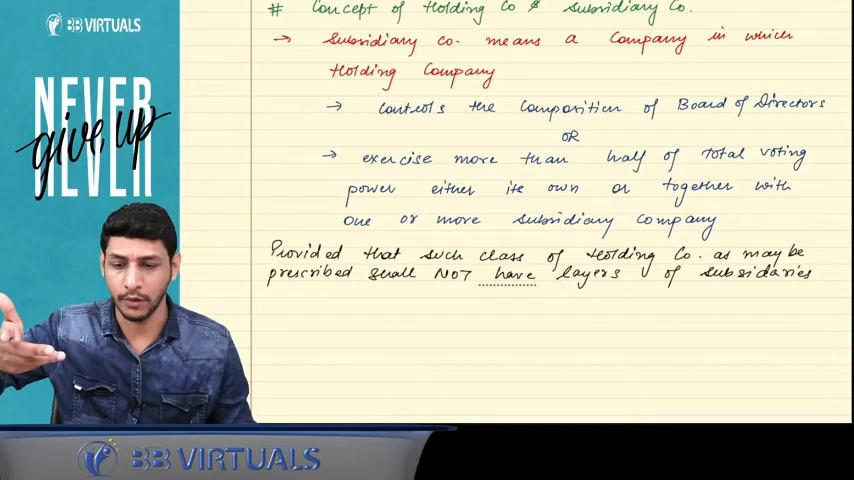 BB VIRTUALS
NEVER
give up
NEVER
# Concept of Holding Co & Subsidiary Co.
→ Subsidiary co. means a Company in which
Holding Company
→ controls the Composition of Board of Directors
OR
→ exercise more than half of total voting
power either its own or together with
one or more subsidiary company
Provided that such class of Holding Co. as may be
prescribed shall NOT have layers of subsidaries
BB VIRTUALS